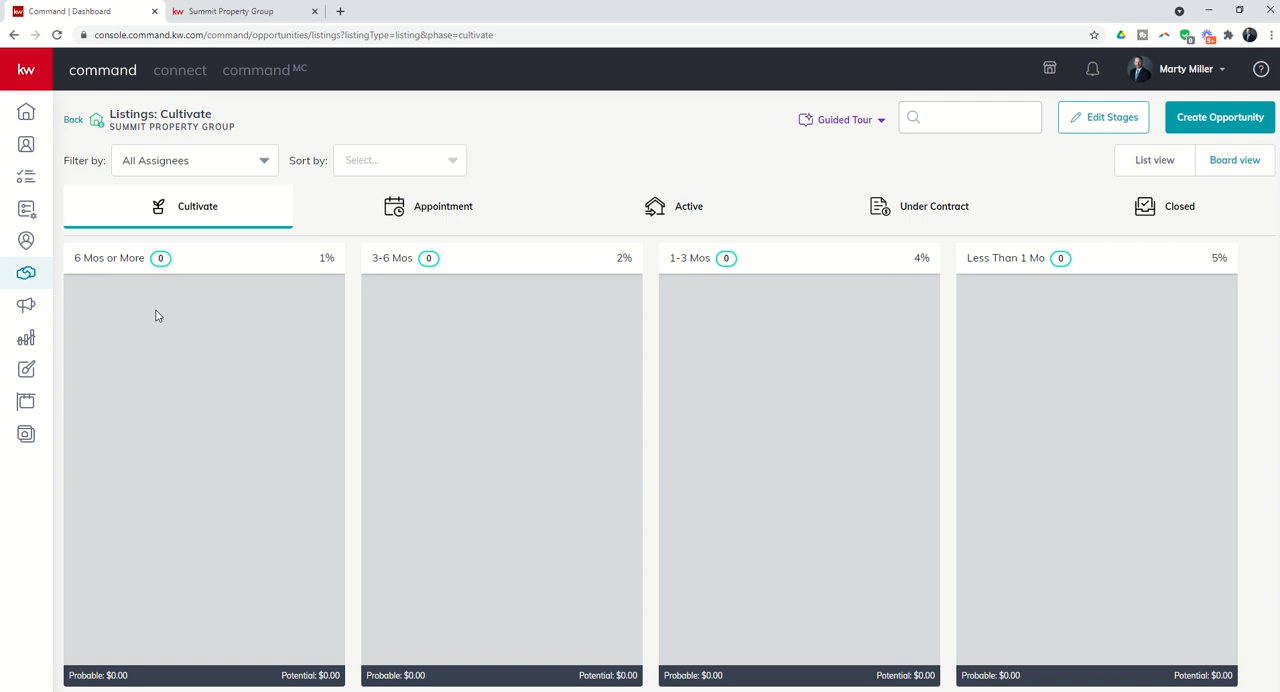 kw Command | Dashboard
kw Summit Property Group
console.command.kw.com/command/opportunities/listings?listingType=listing&phase=cultivate
kw command connect command MC Marty Miller
Back Listings: Cultivate
SUMMIT PROPERTY GROUP
Guided Tour
Edit Stages
Create Opportunity
Filter by: All Assignees Sort by: Select...
List view Board view
Cultivate Appointment Active Under Contract Closed
6 Mos or More 0 1% 3-6 Mos 0 2% 1-3 Mos 0 4% Less Than 1 Mo 0 5%
Probable: $0.00 Potential: $0.00 Probable: $0.00 Potential: $0.00 Probable: $0.00 Potential: $0.00 Probable: $0.00 Potential: $0.00